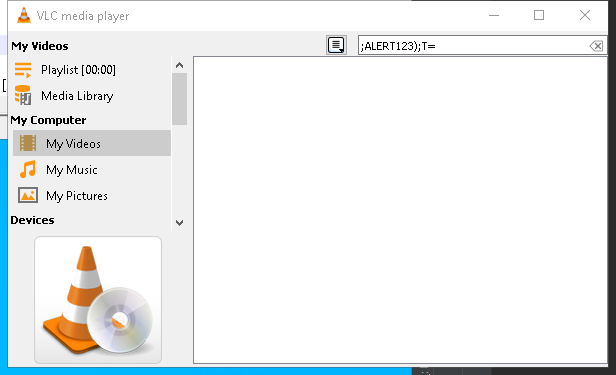 VLC media player
My Videos
;ALERT123);T=
Playlist [00:00]
Media Library
My Computer
My Videos
My Music
My Pictures
Devices